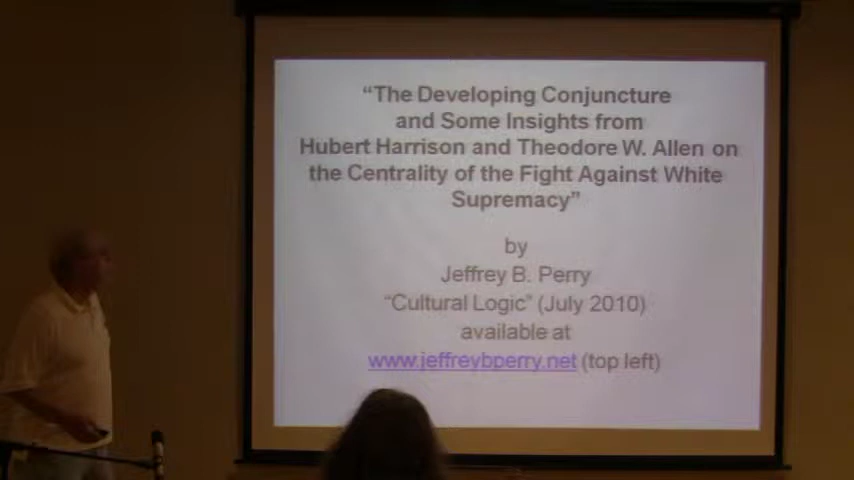 “The Developing Conjuncture
and Some Insights from
Hubert Harrison and Theodore W. Allen on
the Centrality of the Fight Against White
Supremacy”
by
Jeffrey B. Perry
“Cultural Logic” (July 2010)
available at
www.jeffreybperry.net (top left)